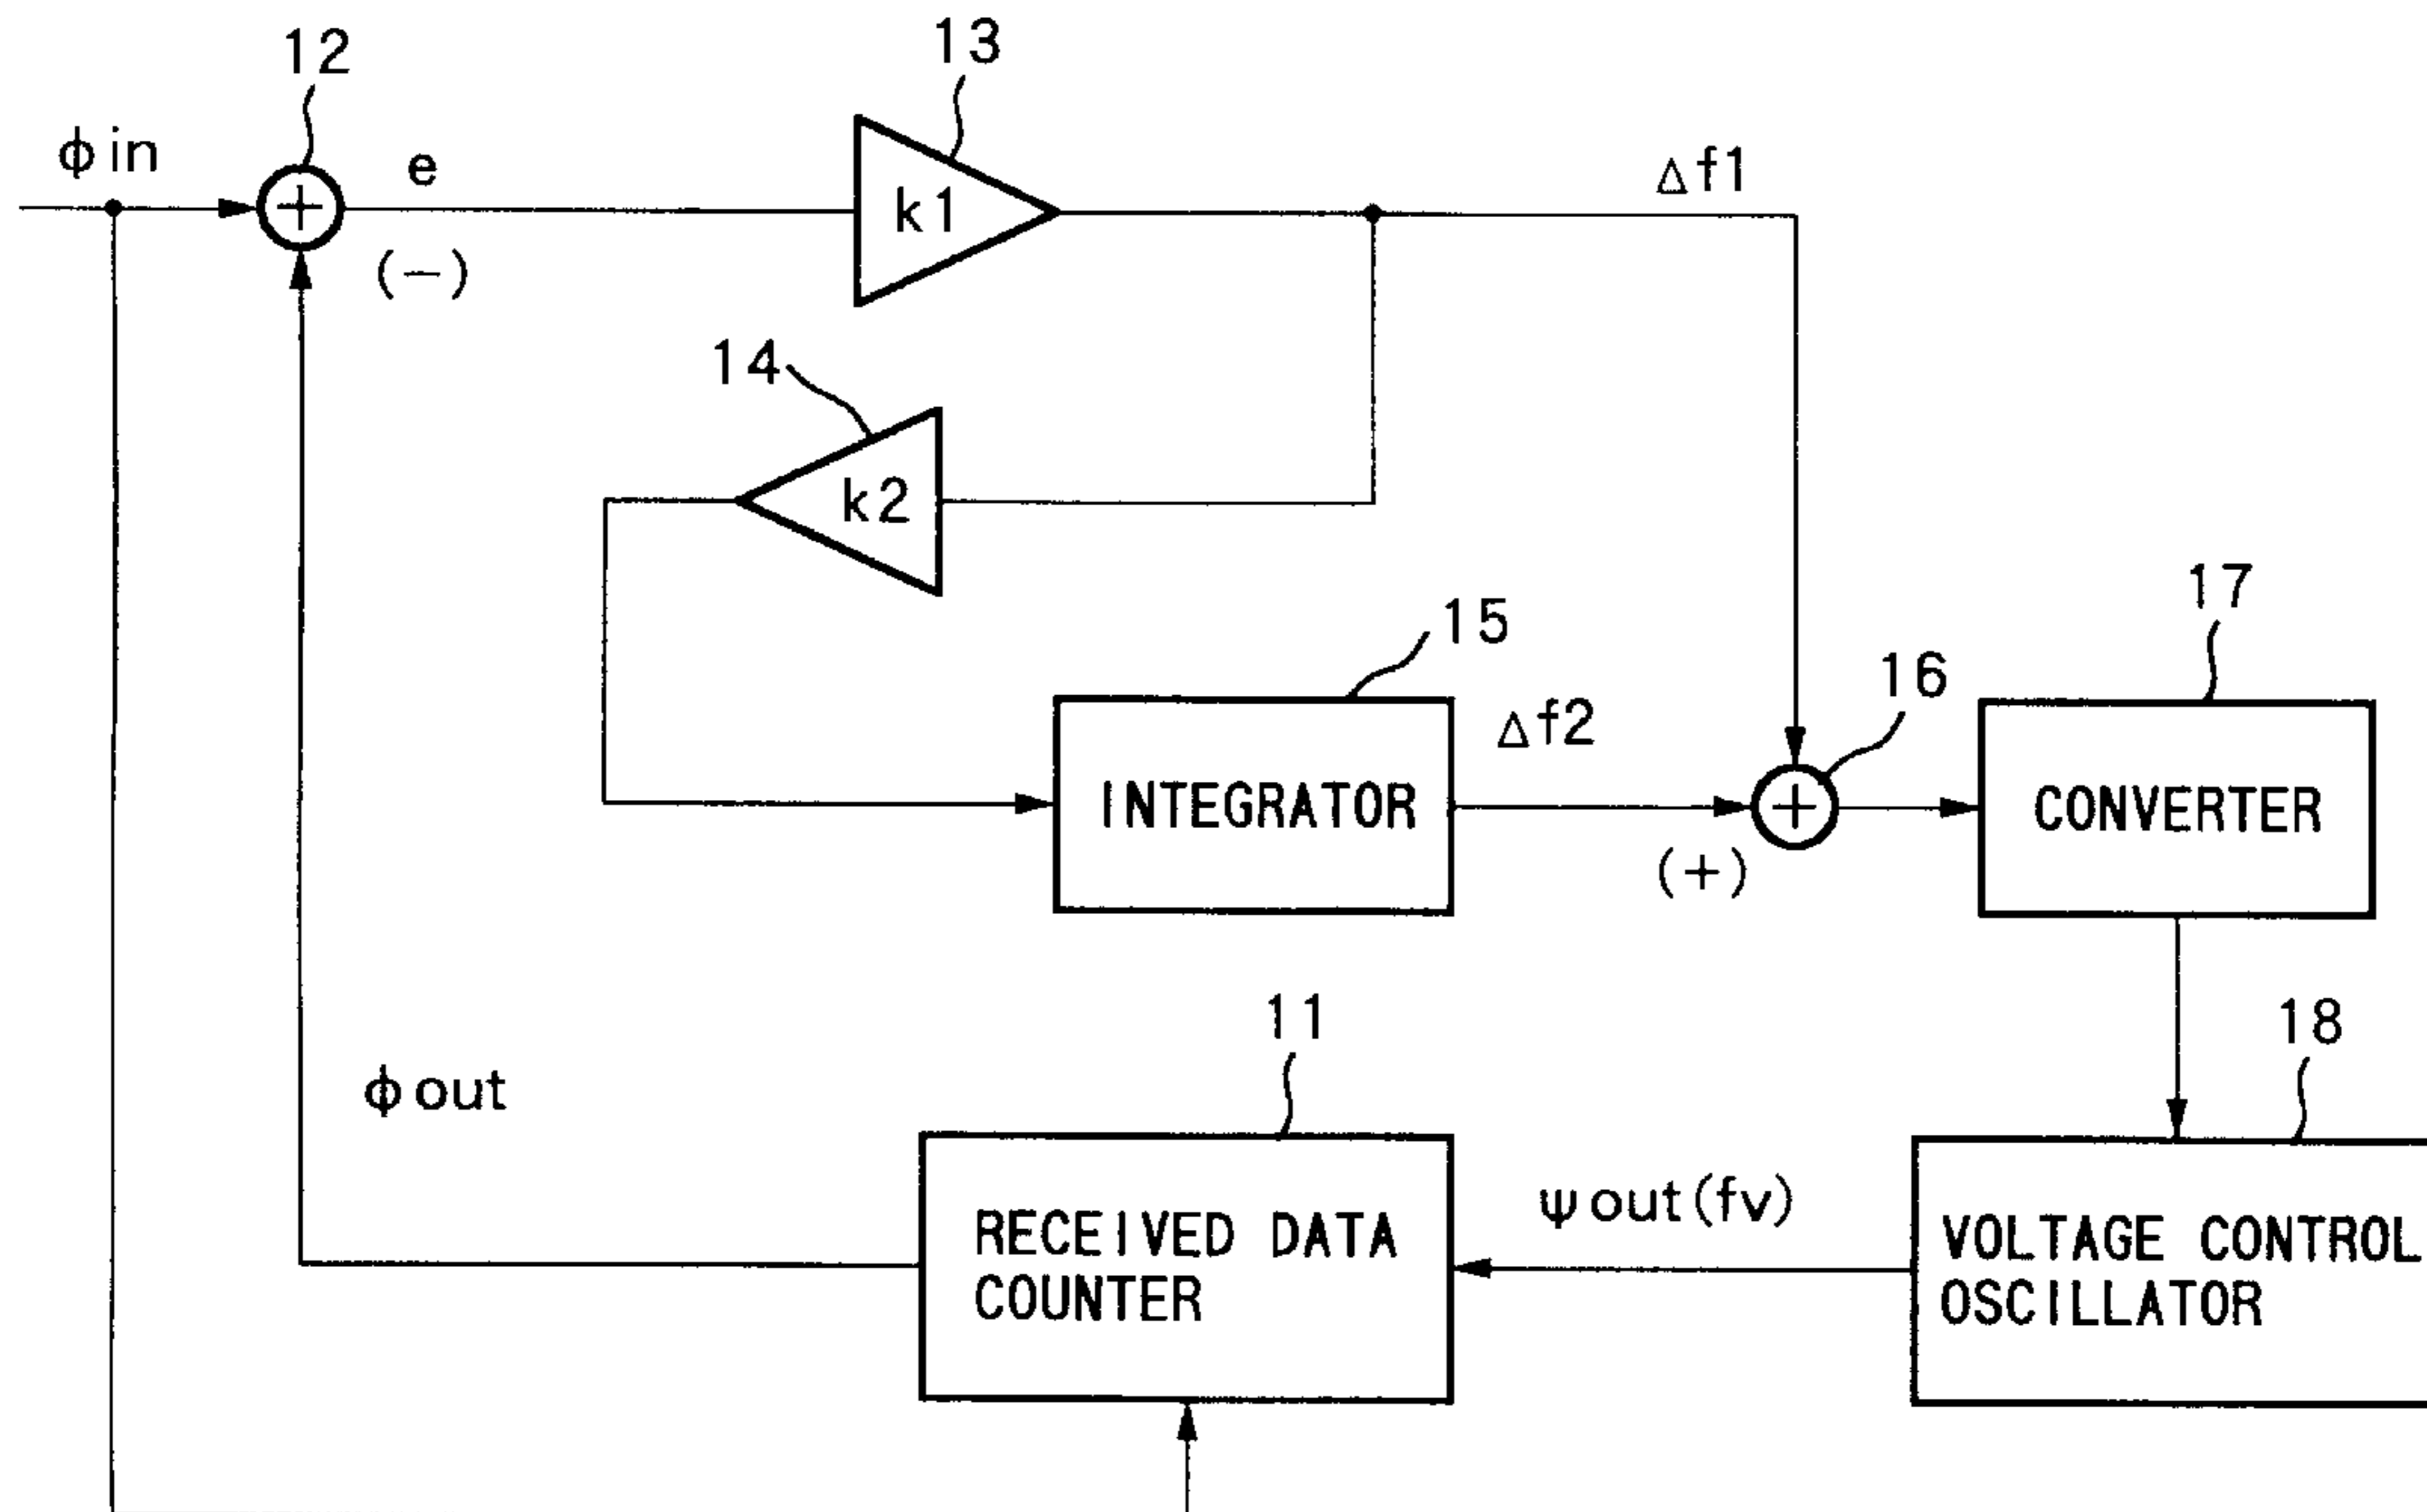 12
13
φin
e
Δf1
k1
(−)
14
k2
15
17
16
Δf2
INTEGRATOR
CONVERTER
(+)
11
18
φout
ψout(fv)
RECEIVED DATA
COUNTER
VOLTAGE CONTROL
OSCILLATOR